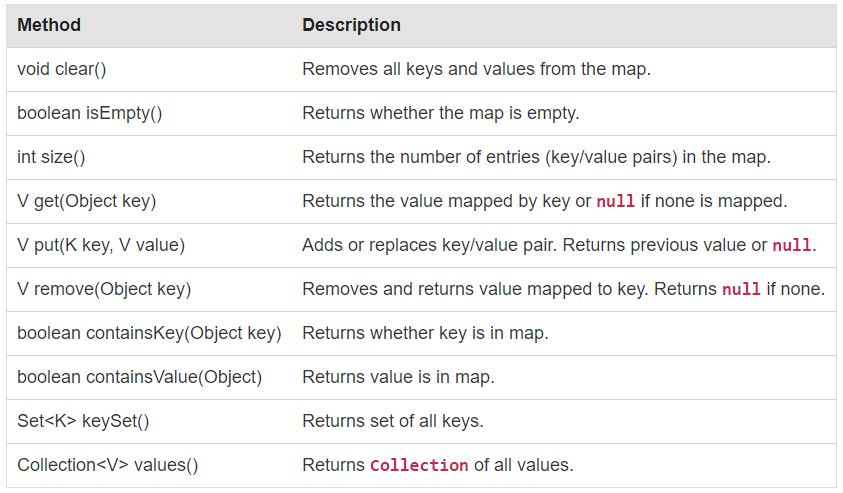 Method Description
void clear() Removes all keys and values from the map.
boolean isEmpty() Returns whether the map is empty.
int size() Returns the number of entries (key/value pairs) in the map.
V get(Object key) Returns the value mapped by key or null if none is mapped.
V put(K key, V value) Adds or replaces key/value pair. Returns previous value or null.
V remove(Object key) Removes and returns value mapped to key. Returns null if none.
boolean containsKey(Object key) Returns whether key is in map.
boolean containsValue(Object) Returns value is in map.
Set<K> keySet() Returns set of all keys.
Collection<V> values() Returns Collection of all values.